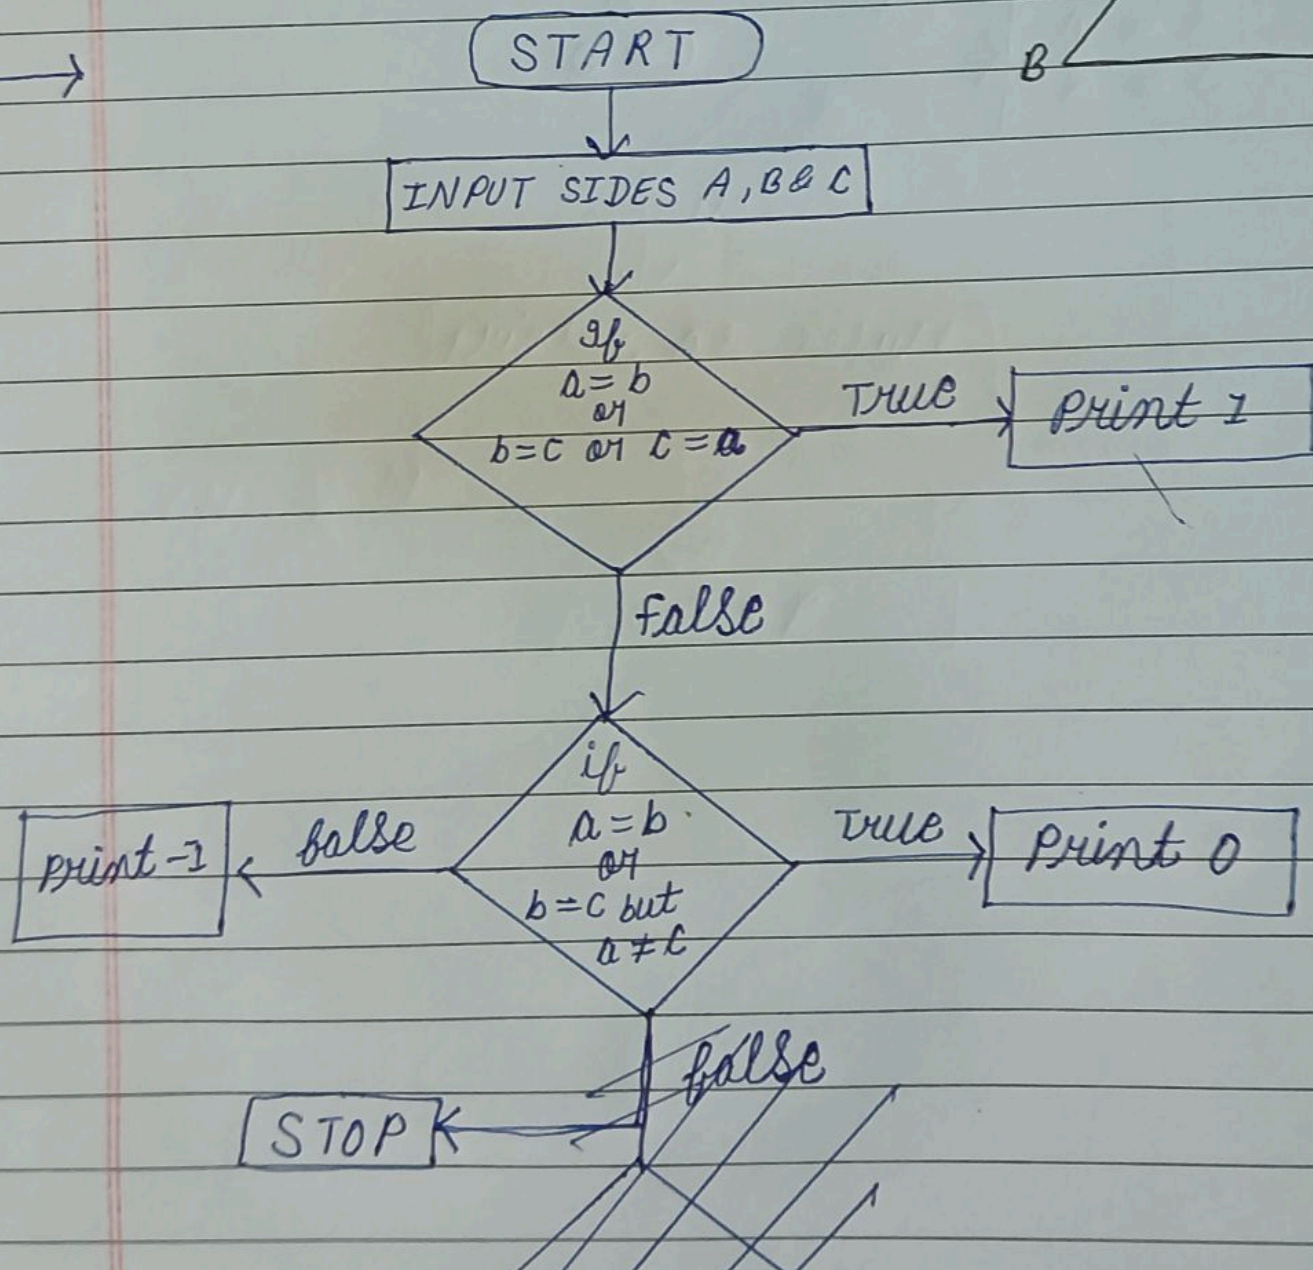 START
B
INPUT SIDES A, B & C
If
a = b
or
b = c or c = a
True
Print 1
false
if
a = b
or
b = c but
a ≠ c
false
Print -1
True
Print 0
false
STOP